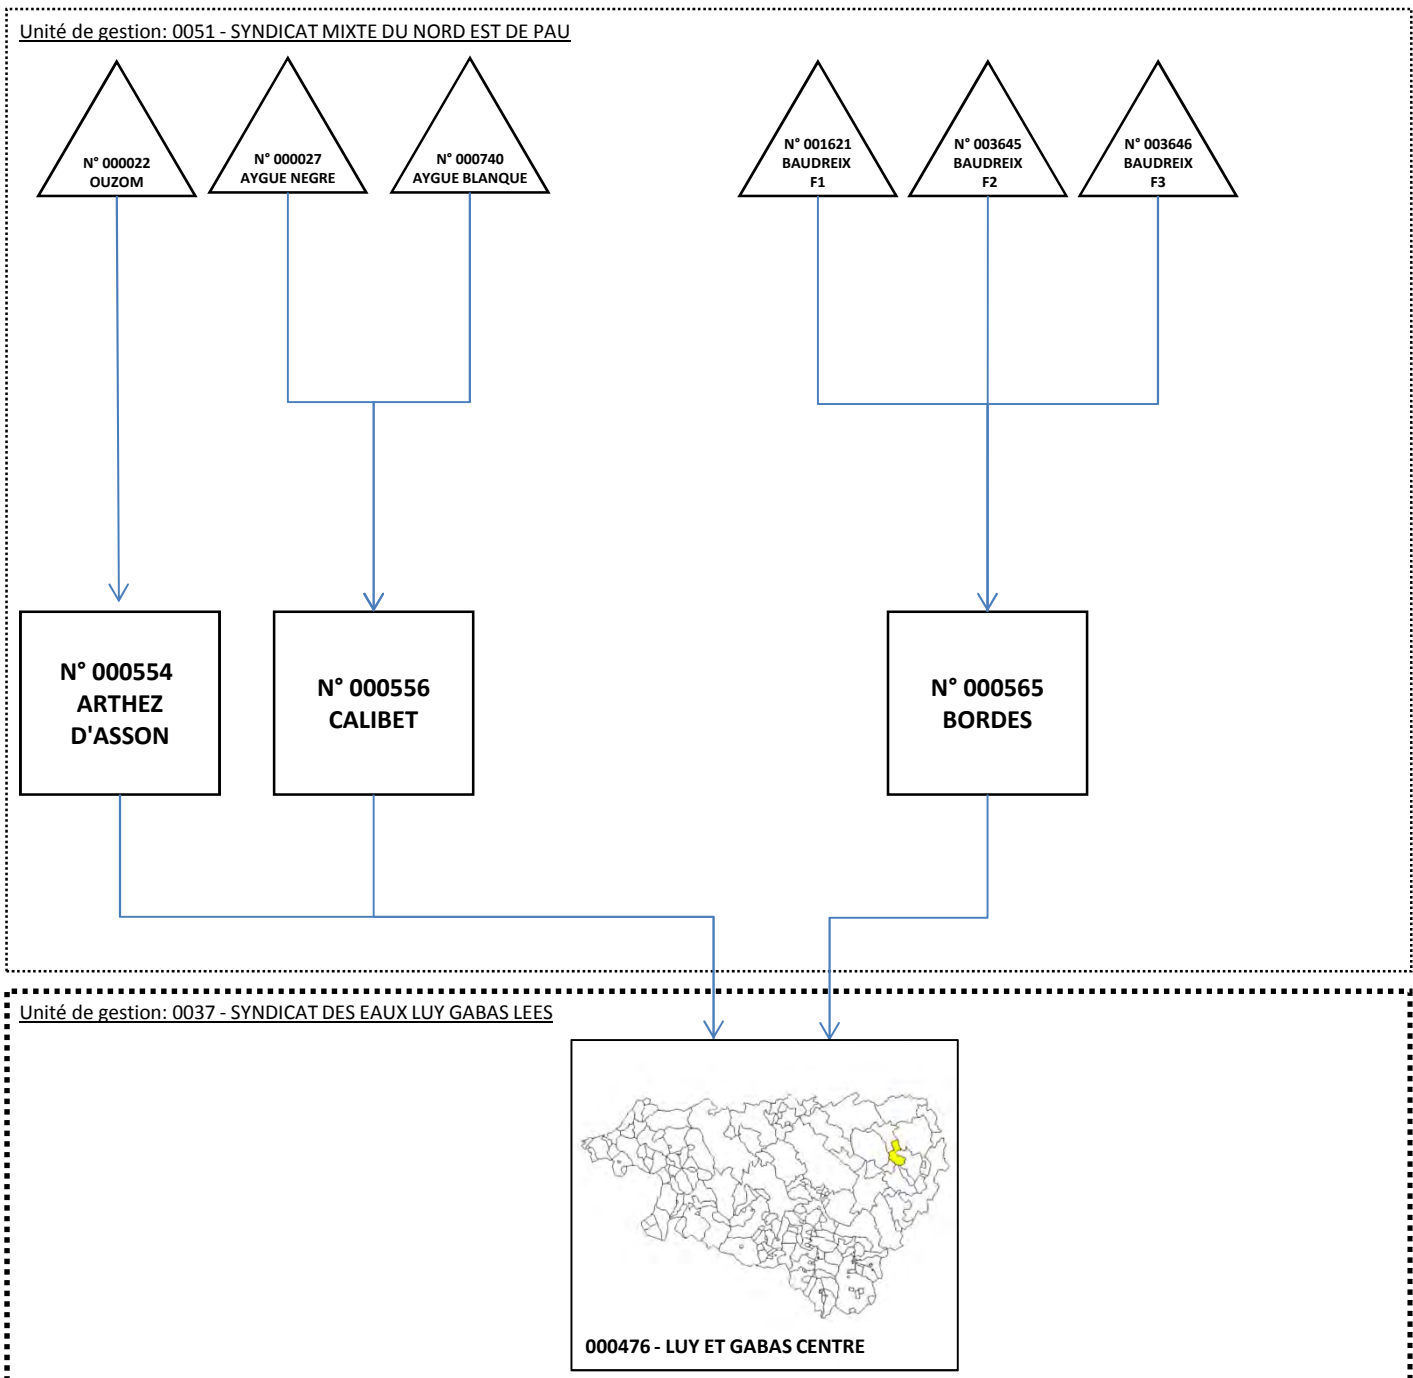 Unité de gestion: 0051 - SYNDICAT MIXTE DU NORD EST DE PAU
N° 000022
OUZOM
N° 000027
AYGUE NEGRE
N° 000740
AYGUE BLANQUE
N° 001621
BAUDREIX
F1
N° 003645
BAUDREIX
F2
N° 003646
BAUDREIX
F3
N° 000554
ARTHEZ
D'ASSON
N° 000556
CALIBET
N° 000565
BORDES
Unité de gestion: 0037 - SYNDICAT DES EAUX LUY GABAS LEES
000476 - LUY ET GABAS CENTRE